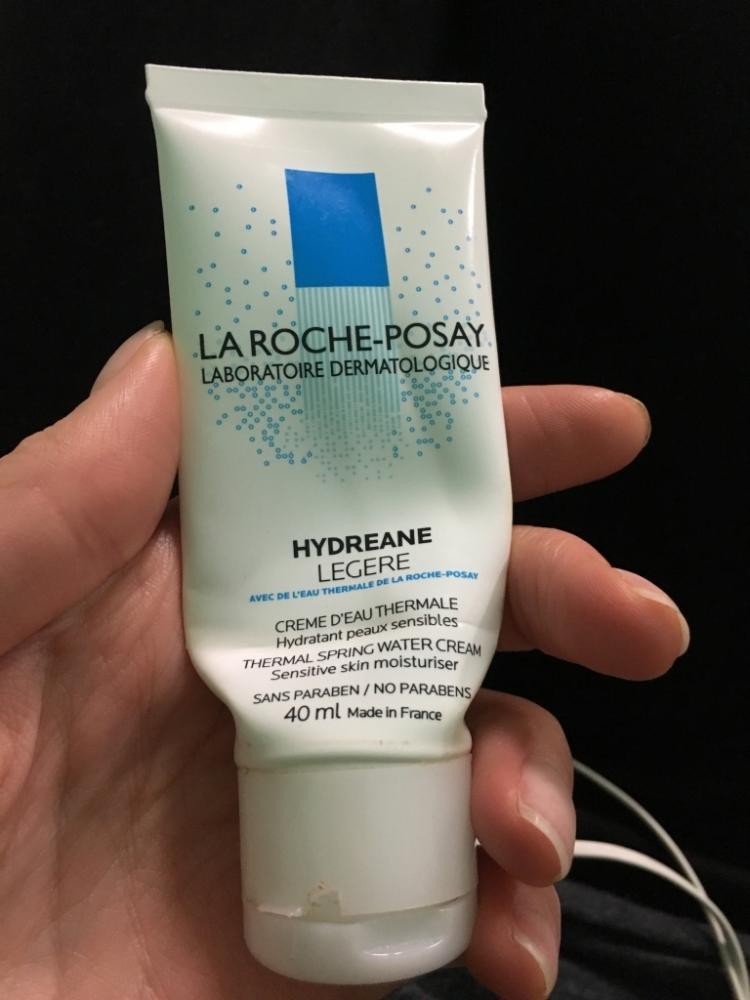 LA ROCHE-POSAY
LABORATOIRE DERMATOLOGIQUE
HYDREANE
LEGERE
AVEC DE L'EAU THERMALE DE LA ROCHE-POSAY
CREME D'EAU THERMALE
Hydratant peaux sensibles
THERMAL SPRING WATER CREAM
Sensitive skin moisturiser
SANS PARABEN / NO PARABENS
40 ml Made in France